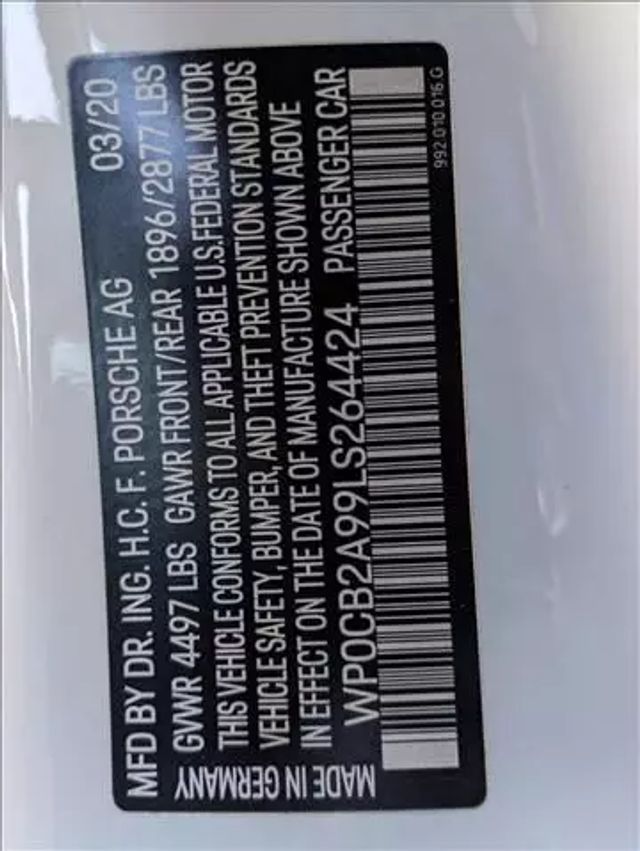 MFD BY DR. ING. H.C. F. PORSCHE AG 03/20
GVWR 4497 LBS GAWR FRONT/REAR 1896/2877 LBS
THIS VEHICLE CONFORMS TO ALL APPLICABLE U.S. FEDERAL MOTOR
VEHICLE SAFETY, BUMPER, AND THEFT PREVENTION STANDARDS
IN EFFECT ON THE DATE OF MANUFACTURE SHOWN ABOVE
WP0CB2A99LS264424 PASSENGER CAR
992 010 016 G
MADE IN GERMANY